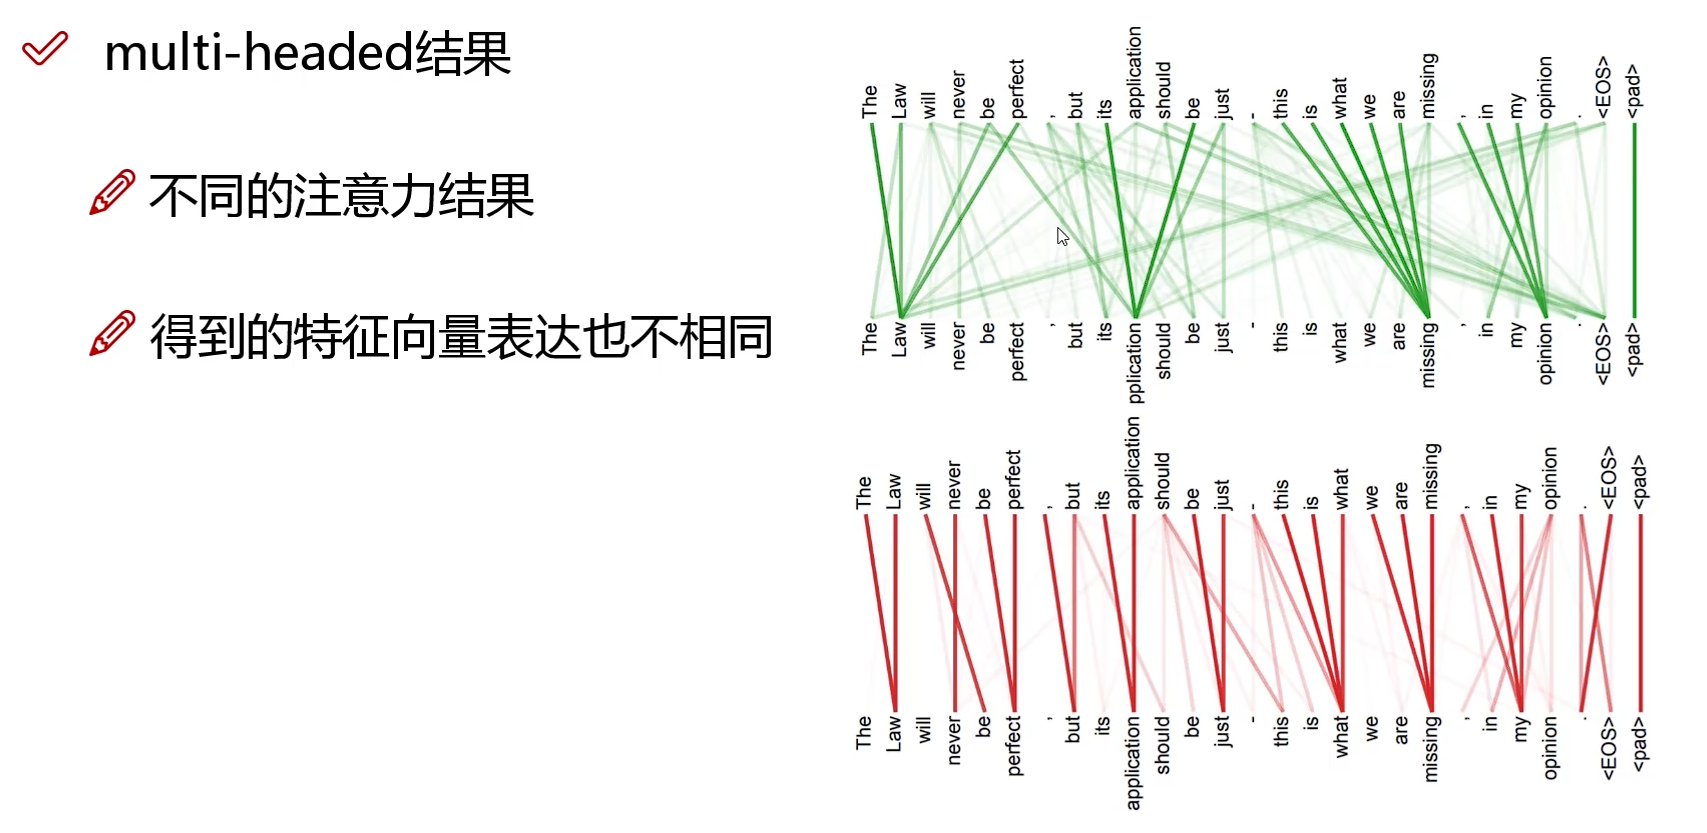 multi-headed结果
不同的注意力结果
得到的特征向量表达也不相同
The Law will never be perfect , but its application should be just - this is what we are missing , in my opinion . <EOS> <pad>
The Law will never be perfect , but its pplication should be just - this is what we are missing , in my opinion . <EOS> <pad>
The Law will never be perfect , but its application should be just - this is what we are missing , in my opinion . <EOS> <pad>
The Law will never be perfect , but its application should be just - this is what we are missing , in my opinion . <EOS> <pad>